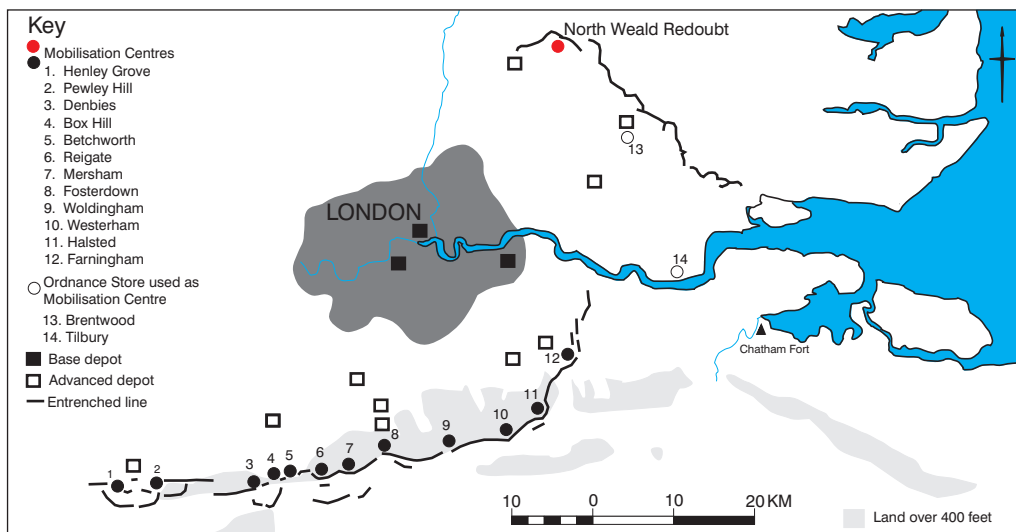 Key
Mobilisation Centres
1. Henley Grove
2. Pewley Hill
3. Denbies
4. Box Hill
5. Betchworth
6. Reigate
7. Mersham
8. Fosterdown
9. Woldingham
10. Westerham
11. Halsted
12. Farningham
Ordnance Store used as
Mobilisation Centre
13. Brentwood
14. Tilbury
Base depot
Advanced depot
Entrenched line
North Weald Redoubt
13
LONDON
14
Chatham Fort
12
11
10
9
8
7
6
5
4
3
2
1
10 0 10 20 KM
Land over 400 feet